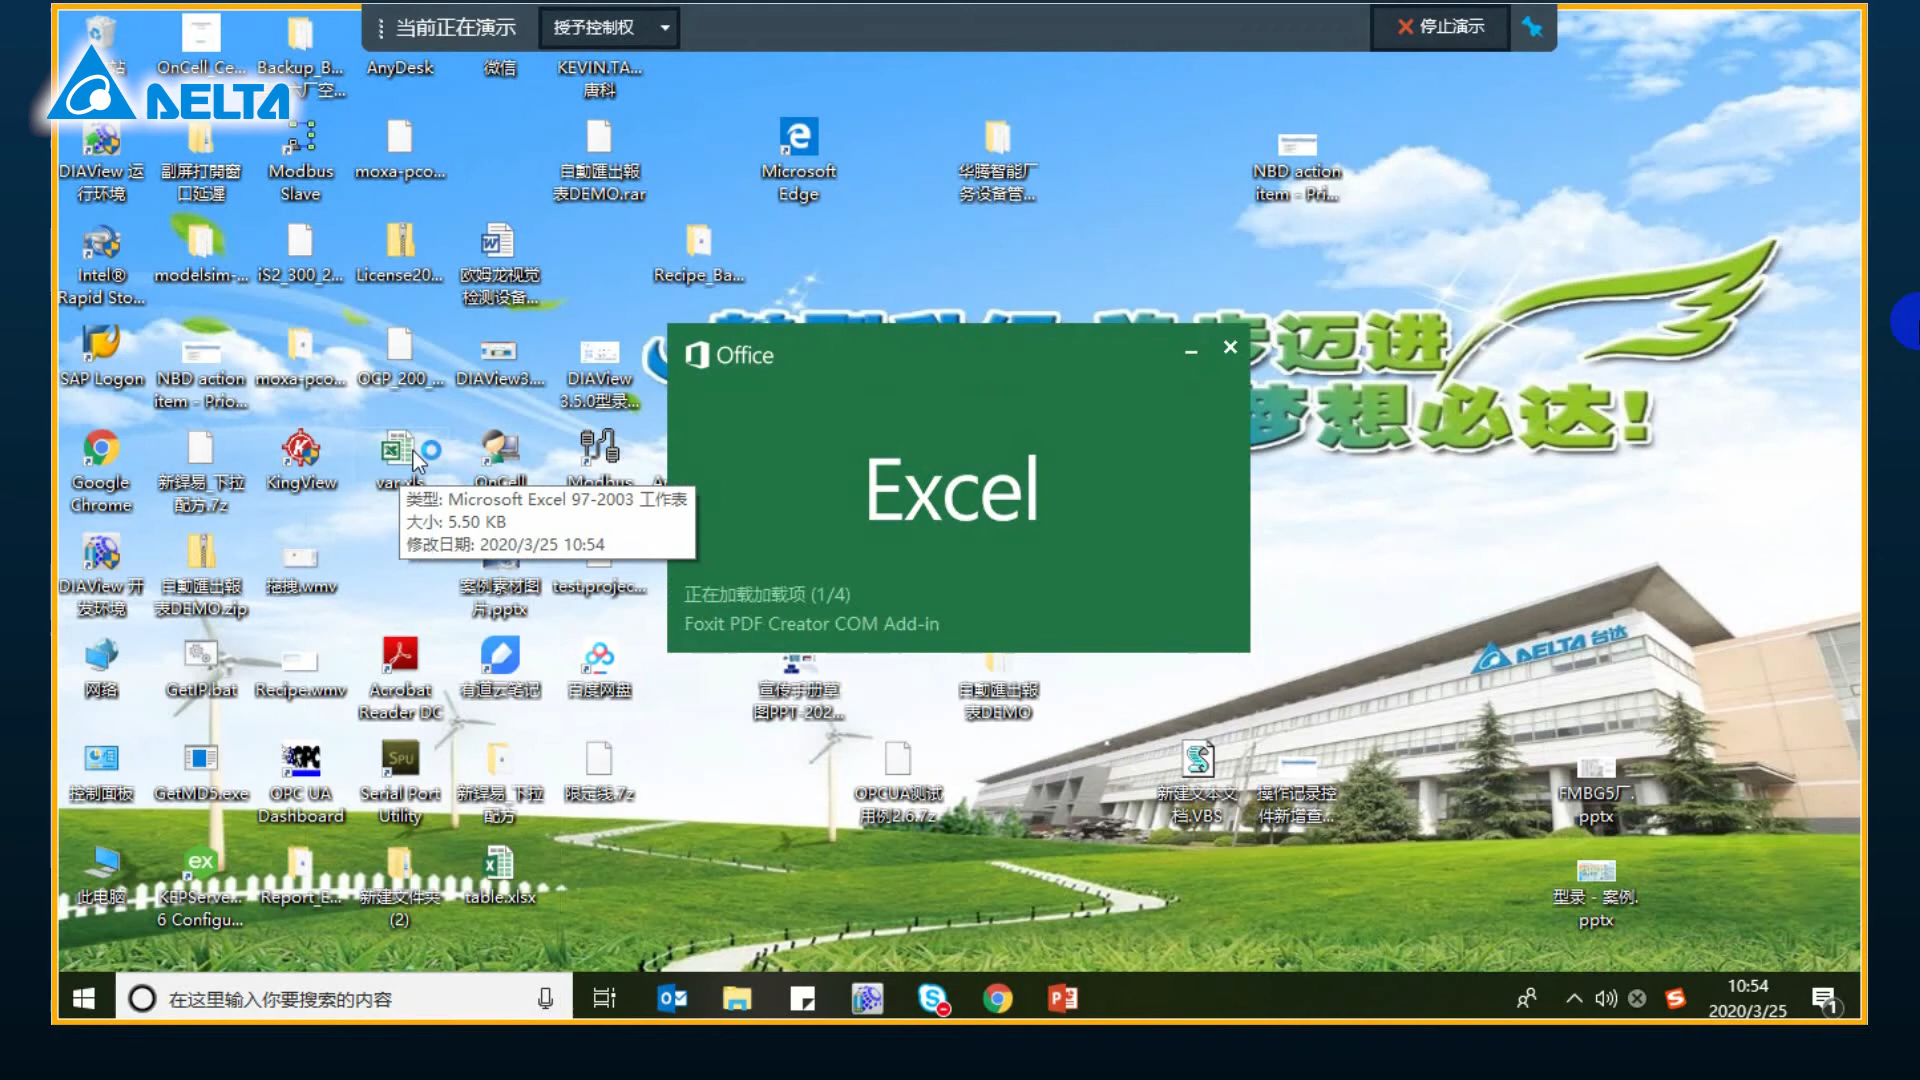 当前正在演示
授予控制权
停止演示
OnCell_Ce...
Backup_B...
六厂空...
AnyDesk
微信
KEVIN.TA...
唐科
DELTA
DIAView 运
行环境
副屏打開窗
口延遲
Modbus
Slave
moxa-pco...
自動匯出報
表DEMO.rar
Microsoft
Edge
华腾智能厂
务设备管...
NBD action
item - Pri...
Intel®
Rapid Sto...
modelsim-...
iS2_300_2...
License20...
欧姆龙视觉
检测设备...
Recipe_Ba...
SAP Logon
NBD action
item - Prio...
moxa-pco...
OCP_200_...
DIAView3....
DIAView
3.5.0型录...
步迈进
梦想必达!
Office
Excel
正在加载加载项 (1/4)
Foxit PDF Creator COM Add-in
Google
Chrome
新鋅易_下拉
配方.7z
KingView
var.xls
OnCell
Modbus
类型: Microsoft Excel 97-2003 工作表
大小: 5.50 KB
修改日期: 2020/3/25 10:54
DIAView 开
发环境
自動匯出報
表DEMO.zip
拖拽.wmv
案例素材图
片.pptx
testprojec...
网络
GetIP.bat
Recipe.wmv
Acrobat
Reader DC
有道云笔记
百度网盘
宣传手册草
图PPT-202...
自動匯出報
表DEMO
DELTA 台达
控制面板
GetMD5.exe
OPC UA
Dashboard
Serial Port
Utility
新鋅易_下拉
配方
限定线.7z
OPCUA测试
用例2.6.7z
新建文本文
档.VBS
操作记录控
件新增查...
FMBG5厂.
pptx
此电脑
KEPServe...
6 Configu...
Report_E...
新建文件夹
(2)
table.xlsx
型录 - 案例.
pptx
在这里输入你要搜索的内容
10:54
2020/3/25
1